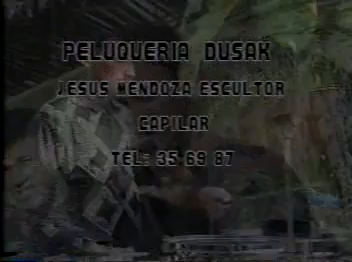 PELUQUERIA DUSAK
JESUS MENDOZA ESCULTOR
CAPILAR
TEL: 35 69 87